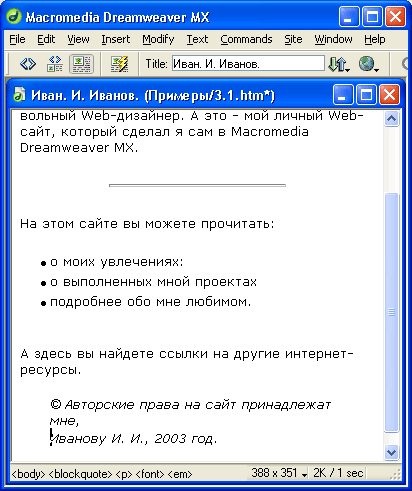 Macromedia Dreamweaver MX
File Edit View Insert Modify Text Commands Site Window Help
Title: Иван. И. Иванов.
Иван. И. Иванов. (Примеры/3.1.htm*)
вольный Web-дизайнер. А это – мой личный Web-
сайт, который сделал я сам в Macromedia
Dreamweaver MX.
На этом сайте вы можете прочитать:
• о моих увлечениях:
• о выполненных мной проектах
• подробнее обо мне любимом.
А здесь вы найдете ссылки на другие интернет-
ресурсы.
© Авторские права на сайт принадлежат
мне,
Иванову И. И., 2003 год.
<body> <blockquote> <p> <font> <em> 388 x 351 2K / 1 sec